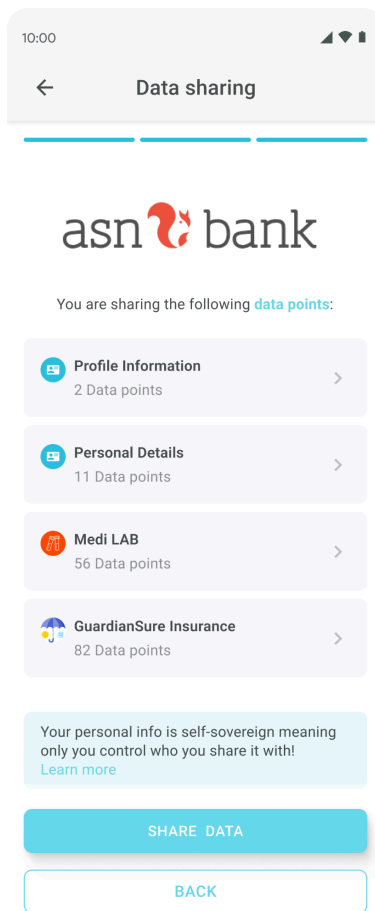 10:00
Data sharing
asn bank
You are sharing the following data points:
Profile Information
2 Data points
Personal Details
11 Data points
Medi LAB
56 Data points
GuardianSure Insurance
82 Data points
Your personal info is self-sovereign meaning
only you control who you share it with!
Learn more
SHARE DATA
BACK